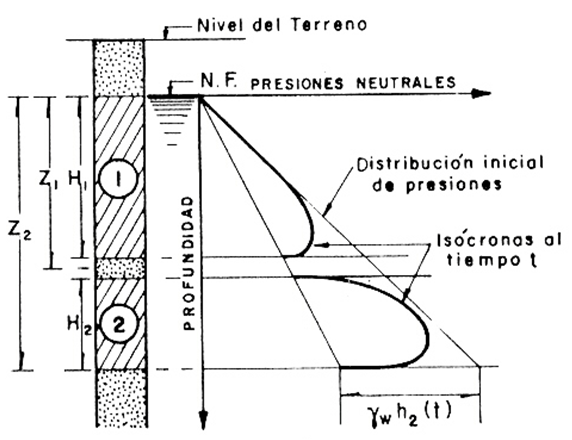 Nivel del Terreno
N.F. PRESIONES NEUTRALES
Distribución inicial
de presiones
Isócronas al
tiempo t
PROFUNDIDAD
Z₂
Z₁
H₁
1
H₂
2
γw h₂(t)